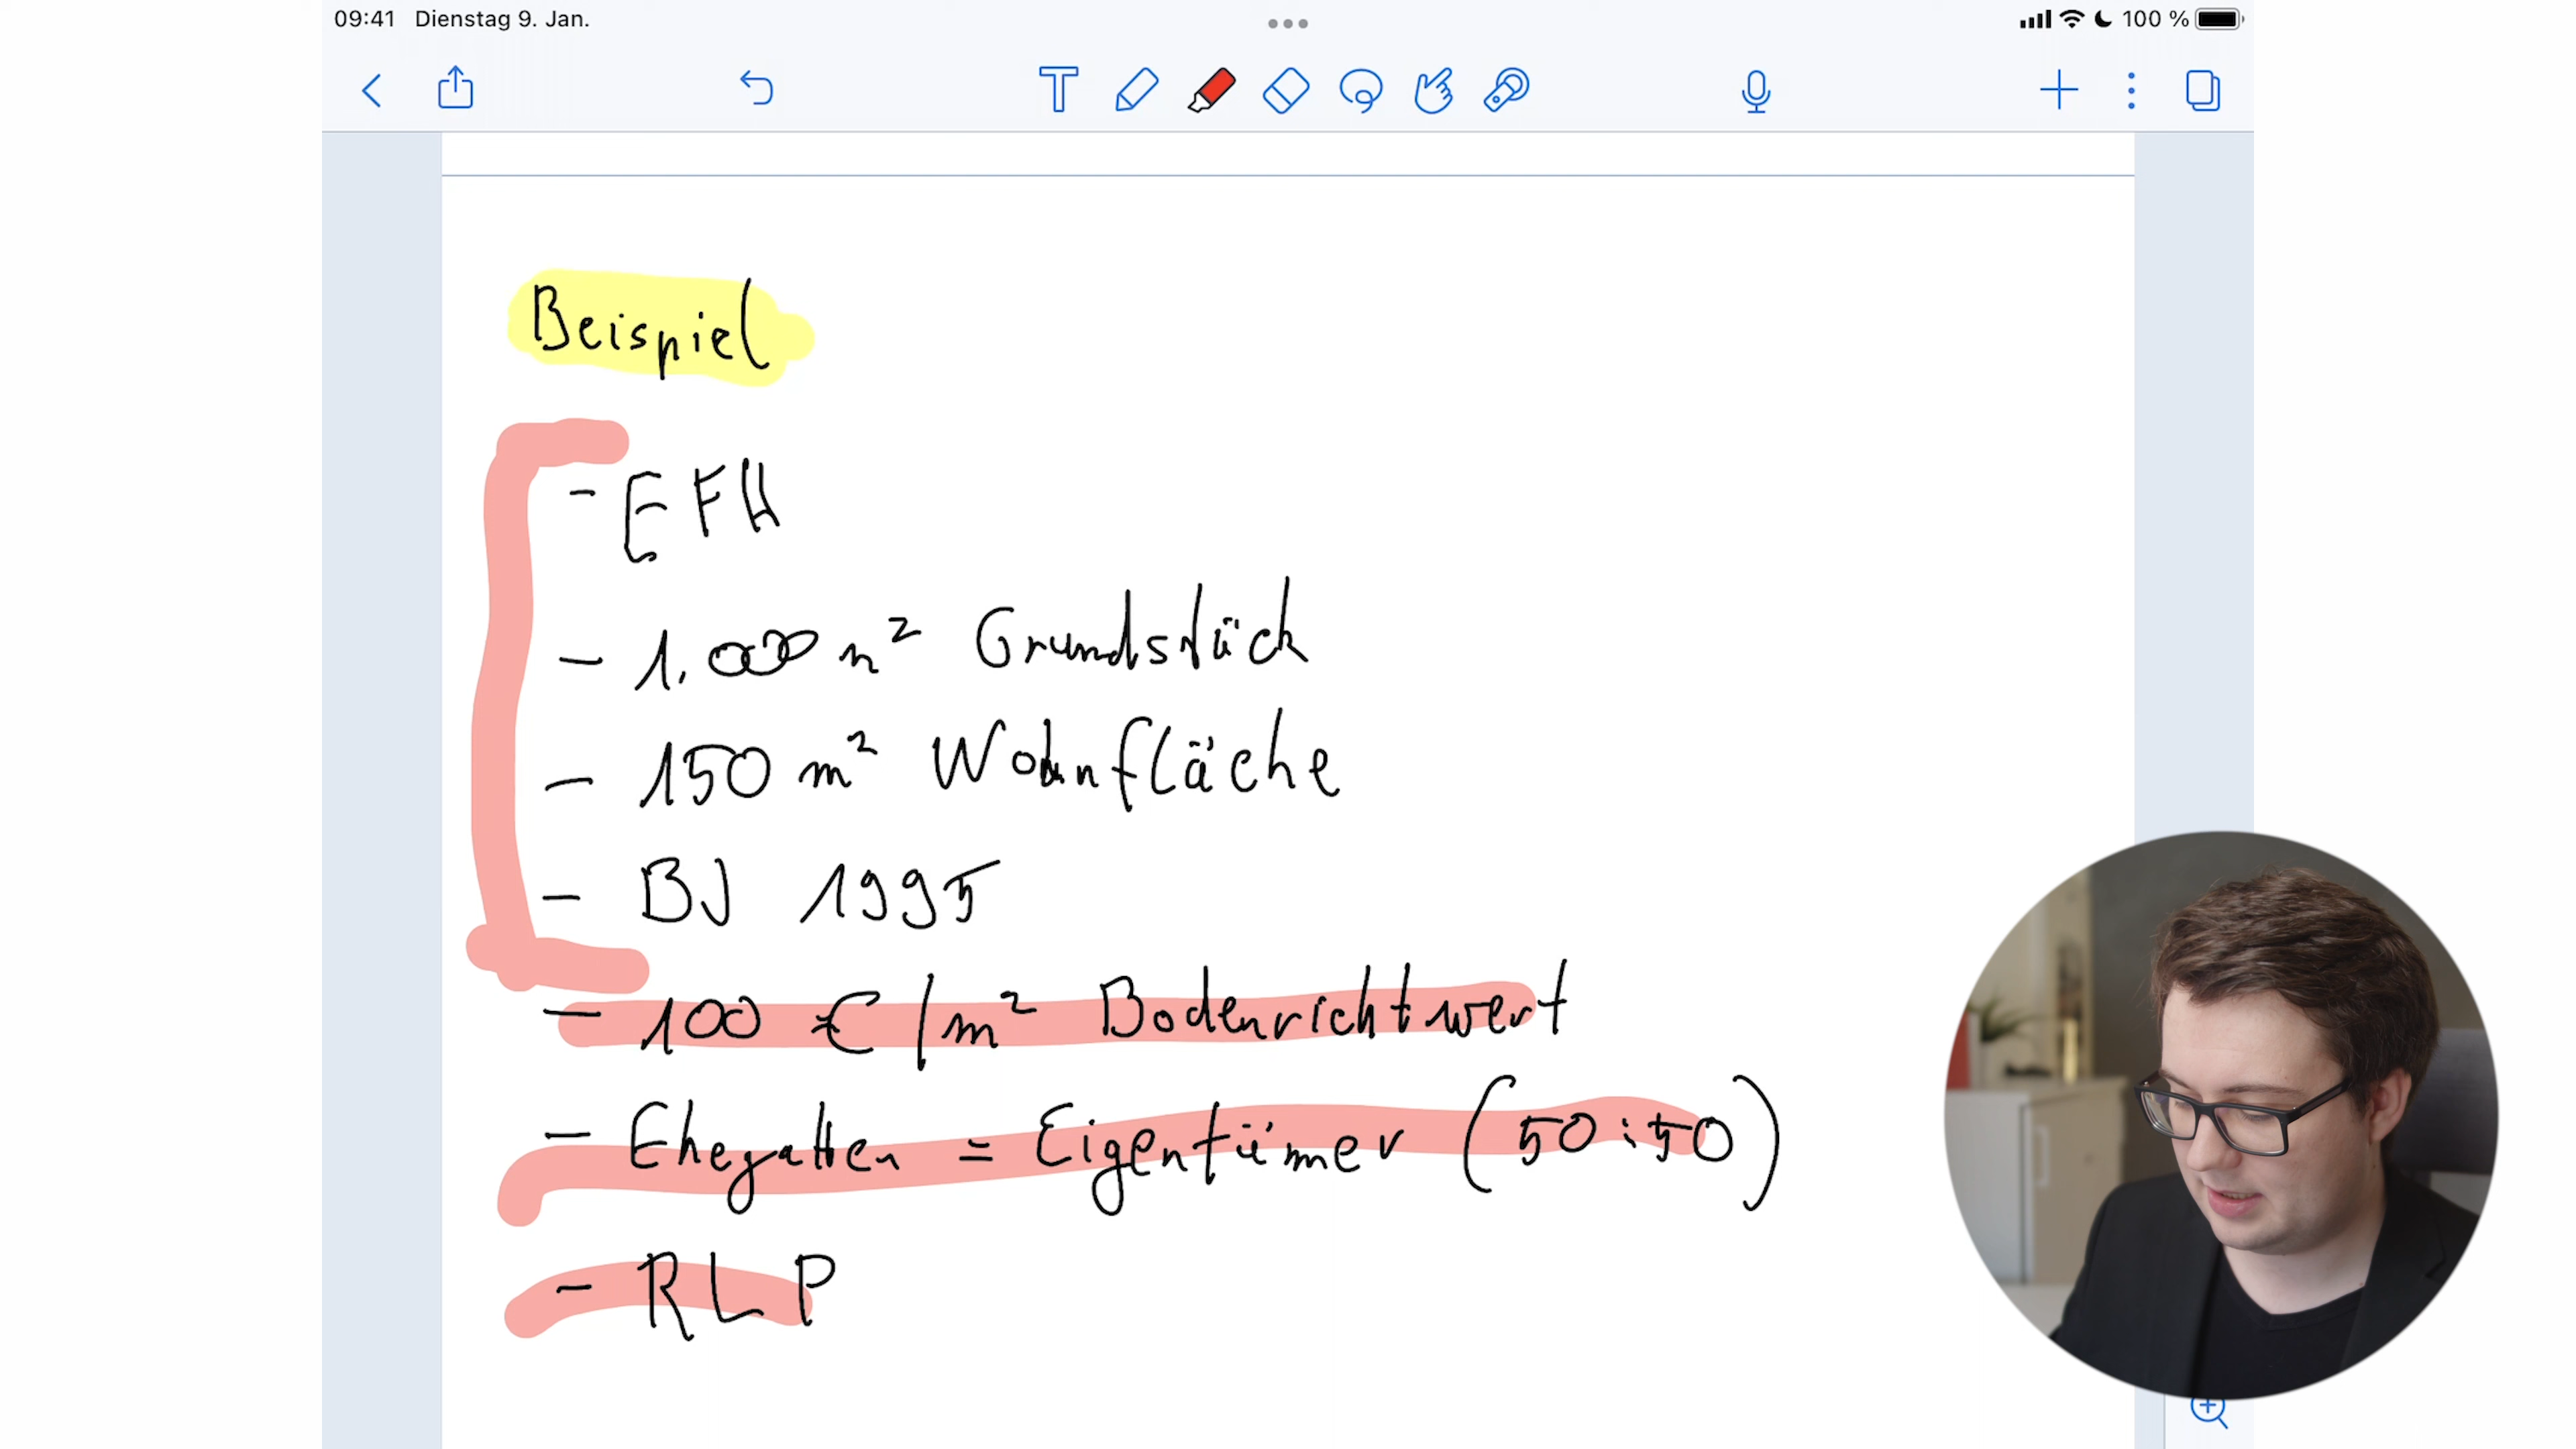 09:41 Dienstag 9. Jan. 100 %
Beispiel
- EFH
- 1.000 m² Grundstück
- 150 m² Wohnfläche
- BJ 1995
- 100 €/m² Bodenrichtwert
- Ehegatten = Eigentümer (50:50)
- RLP